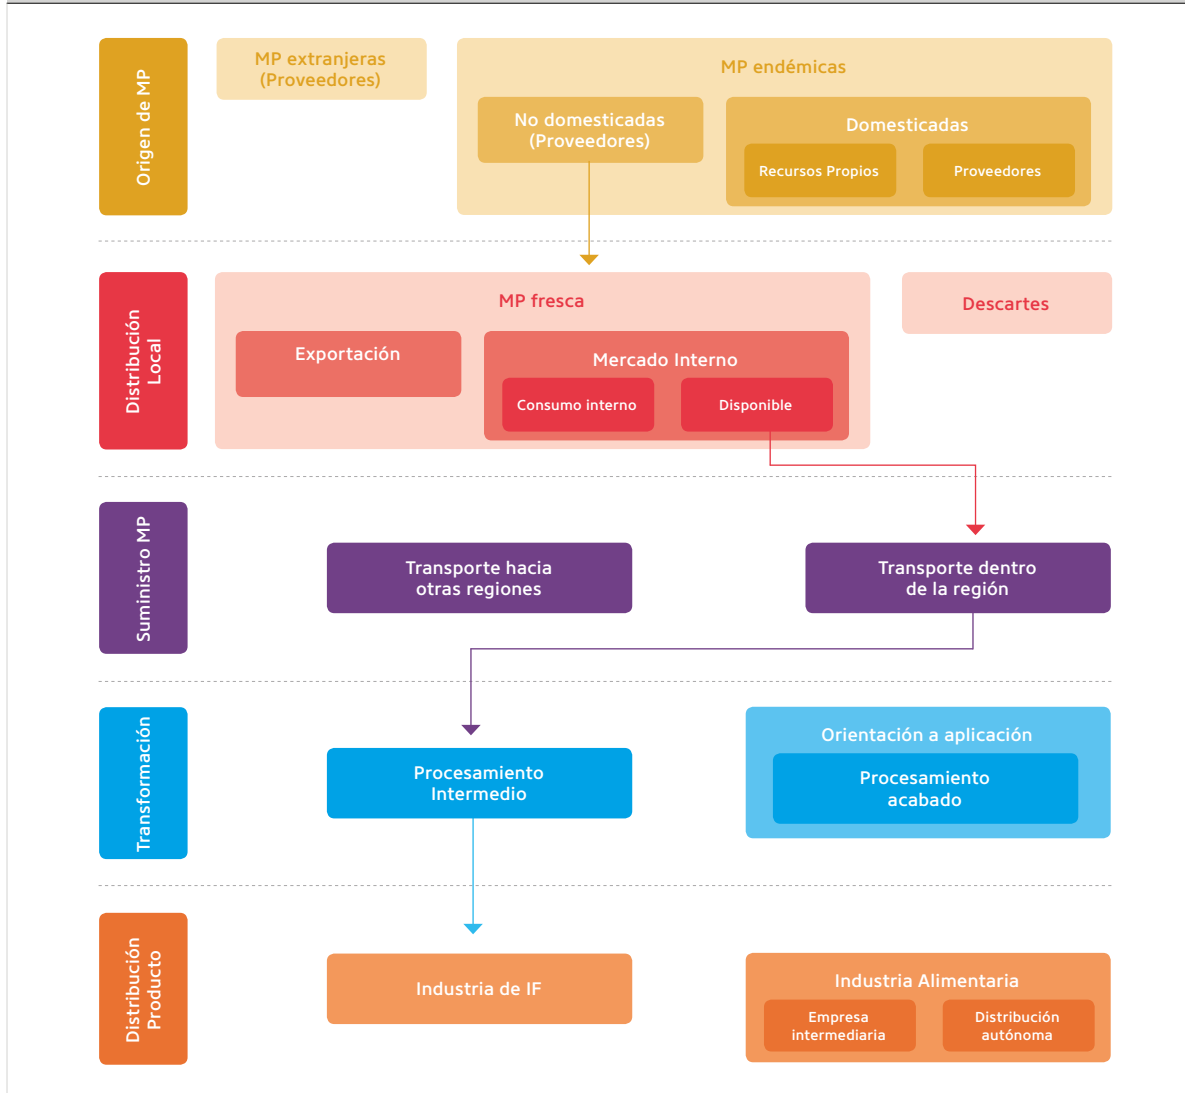 Origen de MP
MP extranjeras
(Proveedores)
MP endémicas
No domesticadas
(Proveedores)
Domesticadas
Recursos Propios
Proveedores
Distribución
Local
MP fresca
Exportación
Mercado Interno
Consumo interno
Disponible
Descartes
Suministro MP
Transporte hacia
otras regiones
Transporte dentro
de la región
Transformación
Procesamiento
Intermedio
Orientación a aplicación
Procesamiento
acabado
Distribución
Producto
Industria de IF
Industria Alimentaria
Empresa
intermediaria
Distribución
autónoma